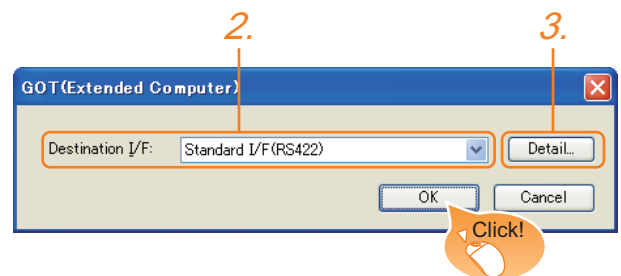 2.
3.
GOT(Extended Computer)
Destination I/F:
Standard I/F(RS422)
Detail...
OK
Cancel
Click!